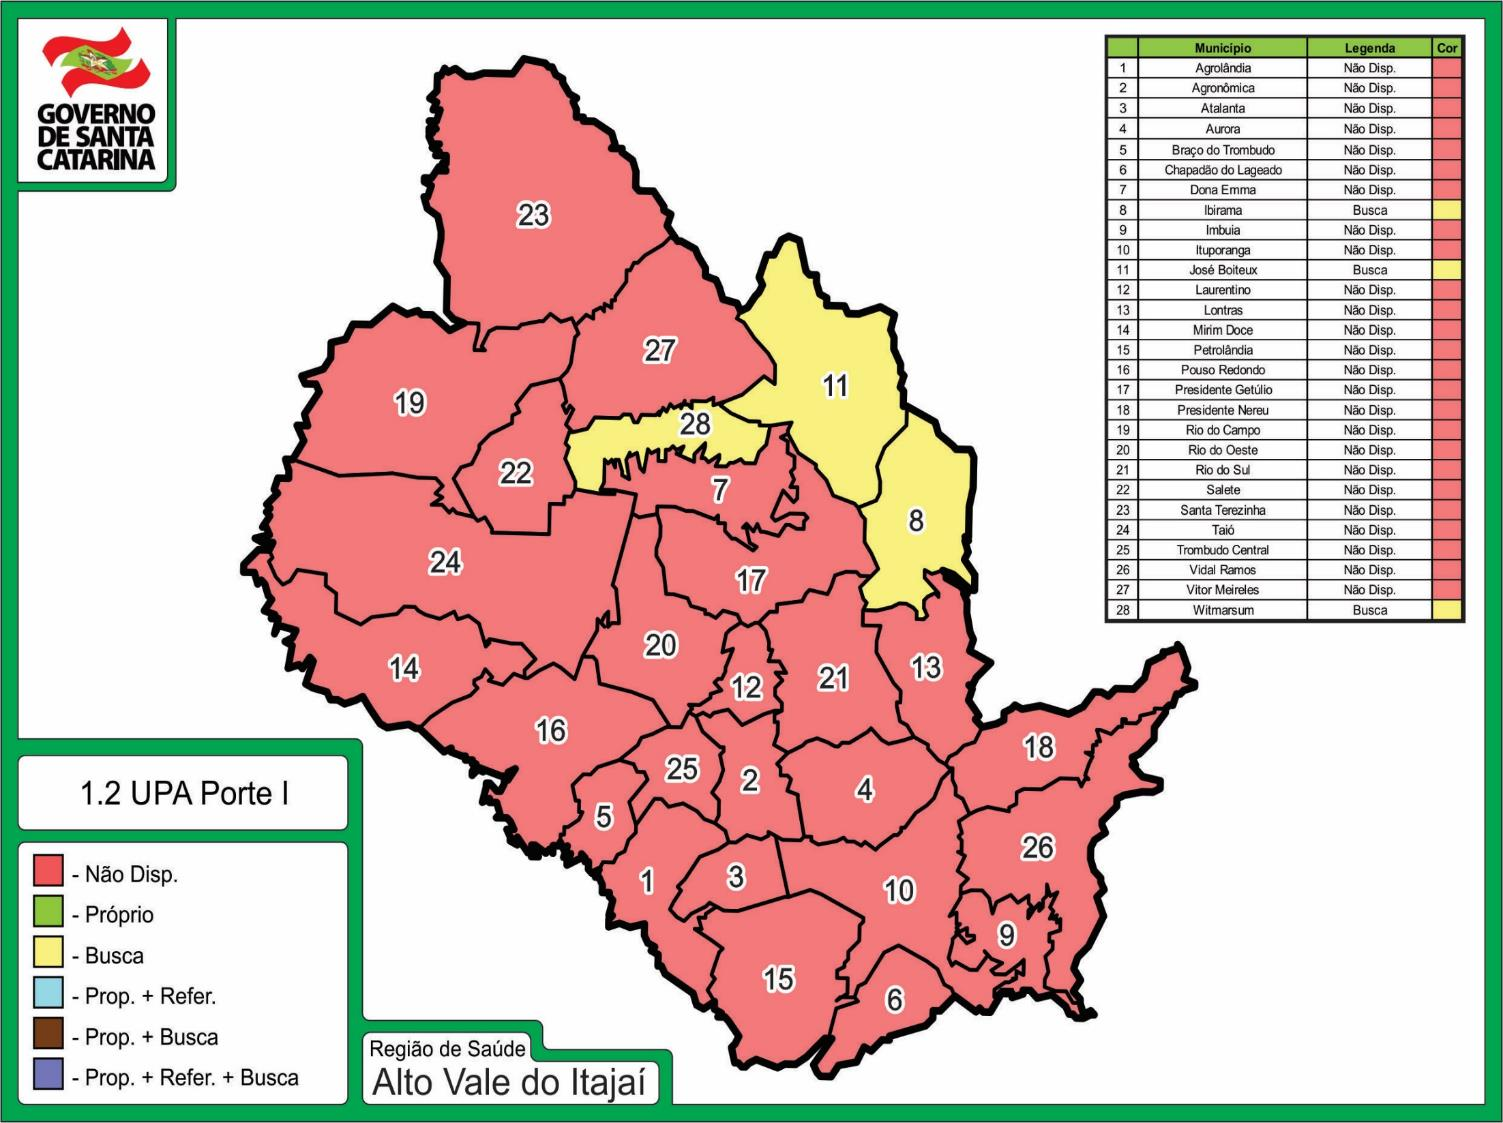 GOVERNO
DE SANTA
CATARINA
Município Legenda Cor
1 Agrolândia Não Disp.
2 Agronômica Não Disp.
3 Atalanta Não Disp.
4 Aurora Não Disp.
5 Braço do Trombudo Não Disp.
6 Chapadão do Lageado Não Disp.
7 Dona Emma Não Disp.
8 Ibirama Busca
9 Imbuia Não Disp.
10 Ituporanga Não Disp.
11 José Boiteux Busca
12 Laurentino Não Disp.
13 Lontras Não Disp.
14 Mirim Doce Não Disp.
15 Petrolândia Não Disp.
16 Pouso Redondo Não Disp.
17 Presidente Getúlio Não Disp.
18 Presidente Nereu Não Disp.
19 Rio do Campo Não Disp.
20 Rio do Oeste Não Disp.
21 Rio do Sul Não Disp.
22 Salete Não Disp.
23 Santa Terezinha Não Disp.
24 Taió Não Disp.
25 Trombudo Central Não Disp.
26 Vidal Ramos Não Disp.
27 Vitor Meireles Não Disp.
28 Witmarsum Busca
23
27
11
19
28
22
7
8
24
17
20
14
12
21
13
16
18
25
2
4
5
26
1
3
10
9
15
6
1.2 UPA Porte I
- Não Disp.
- Próprio
- Busca
- Prop. + Refer.
- Prop. + Busca
- Prop. + Refer. + Busca
Região de Saúde
Alto Vale do Itajaí